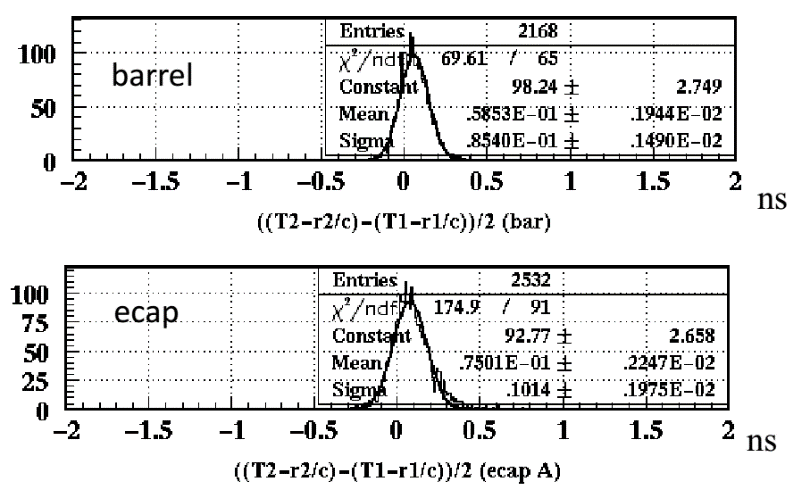 Entries 2168
χ²/ndf 69.61 / 65
Constant 98.24 ± 2.749
Mean .5853E−01 ± .1944E−02
Sigma .8540E−01 ± .1490E−02
barrel
100
50
0
−2 −1.5 −1 −0.5 0 0.5 1 1.5 2
ns
((T2−r2/c)−(T1−r1/c))/2 (bar)
Entries 2532
χ²/ndf 174.9 / 91
Constant 92.77 ± 2.658
Mean .7501E−01 ± .2247E−02
Sigma .1014 ± .1975E−02
ecap
100
75
50
25
0
−2 −1.5 −1 −0.5 0 0.5 1 1.5 2
ns
((T2−r2/c)−(T1−r1/c))/2 (ecap A)